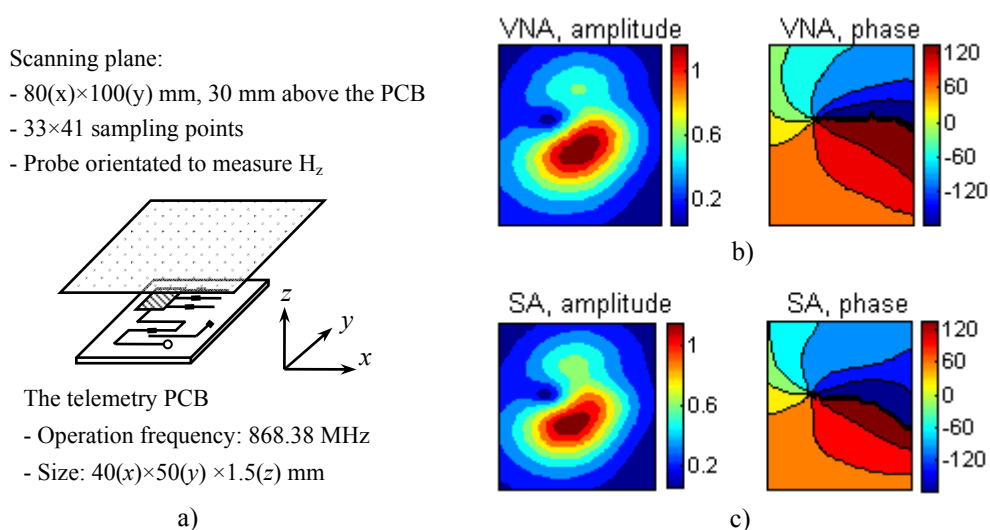 Scanning plane:
- 80(x)×100(y) mm, 30 mm above the PCB
- 33×41 sampling points
- Probe orientated to measure Hz
z
y
x
The telemetry PCB
- Operation frequency: 868.38 MHz
- Size: 40(x)×50(y) ×1.5(z) mm
a)
VNA, amplitude
1
0.6
0.2
VNA, phase
120
60
0
-60
-120
b)
SA, amplitude
1
0.6
0.2
SA, phase
120
60
0
-60
-120
c)